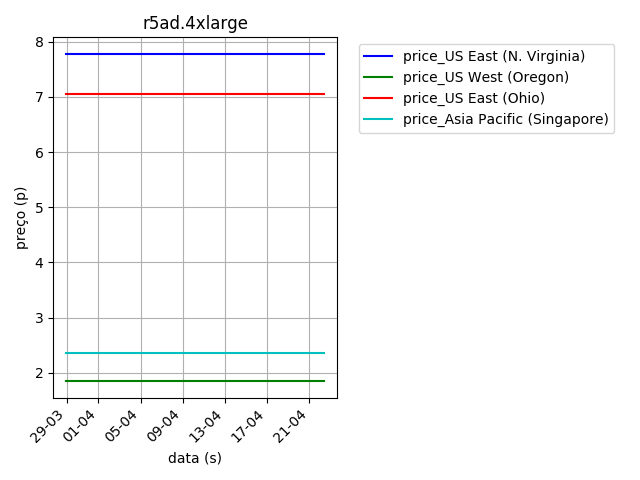 r5ad.4xlarge
price_US East (N. Virginia)
price_US West (Oregon)
price_US East (Ohio)
price_Asia Pacific (Singapore)
preço (p)
8
7
6
5
4
3
2
29-03
01-04
05-04
09-04
13-04
17-04
21-04
data (s)